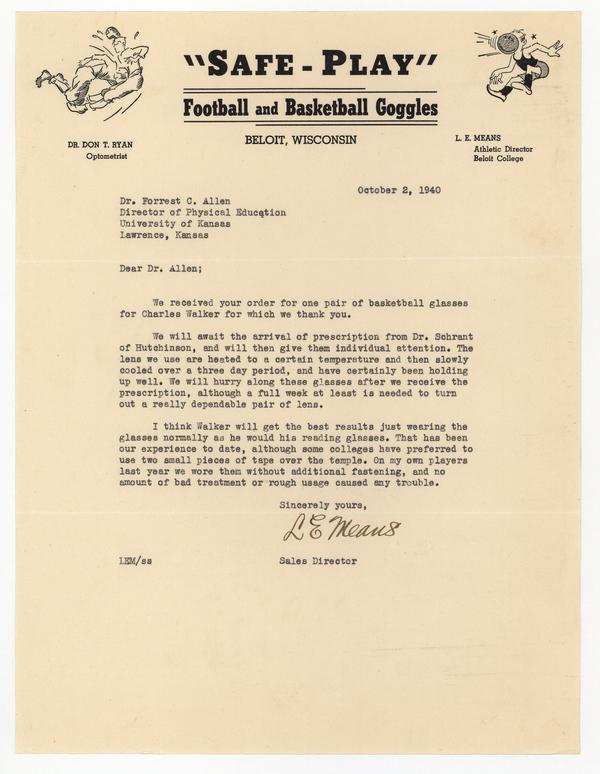 "SAFE - PLAY"
Football and Basketball Goggles
BELOIT, WISCONSIN
DR. DON T. RYAN
Optometrist
L. E. MEANS
Athletic Director
Beloit College
October 2, 1940
Dr. Forrest C. Allen
Director of Physical Education
University of Kansas
Lawrence, Kansas
Dear Dr. Allen;
We received your order for one pair of basketball glasses
for Charles Walker for which we thank you.
We will await the arrival of prescription from Dr. Schrant
of Hutchinson, and will then give them individual attention. The
lens we use are heated to a certain temperature and then slowly
cooled over a three day period, and have certainly been holding
up well. We will hurry along these glasses after we receive the
prescription, although a full week at least is needed to turn
out a really dependable pair of lens.
I think Walker will get the best results just wearing the
glasses normally as he would his reading glasses. That has been
our experience to date, although some colleges have preferred to
use two small pieces of tape over the temple. On my own players
last year we wore them without additional fastening, and no
amount of bad treatment or rough usage caused any trouble.
Sincerely yours,
L E Means
LEM/ss
Sales Director